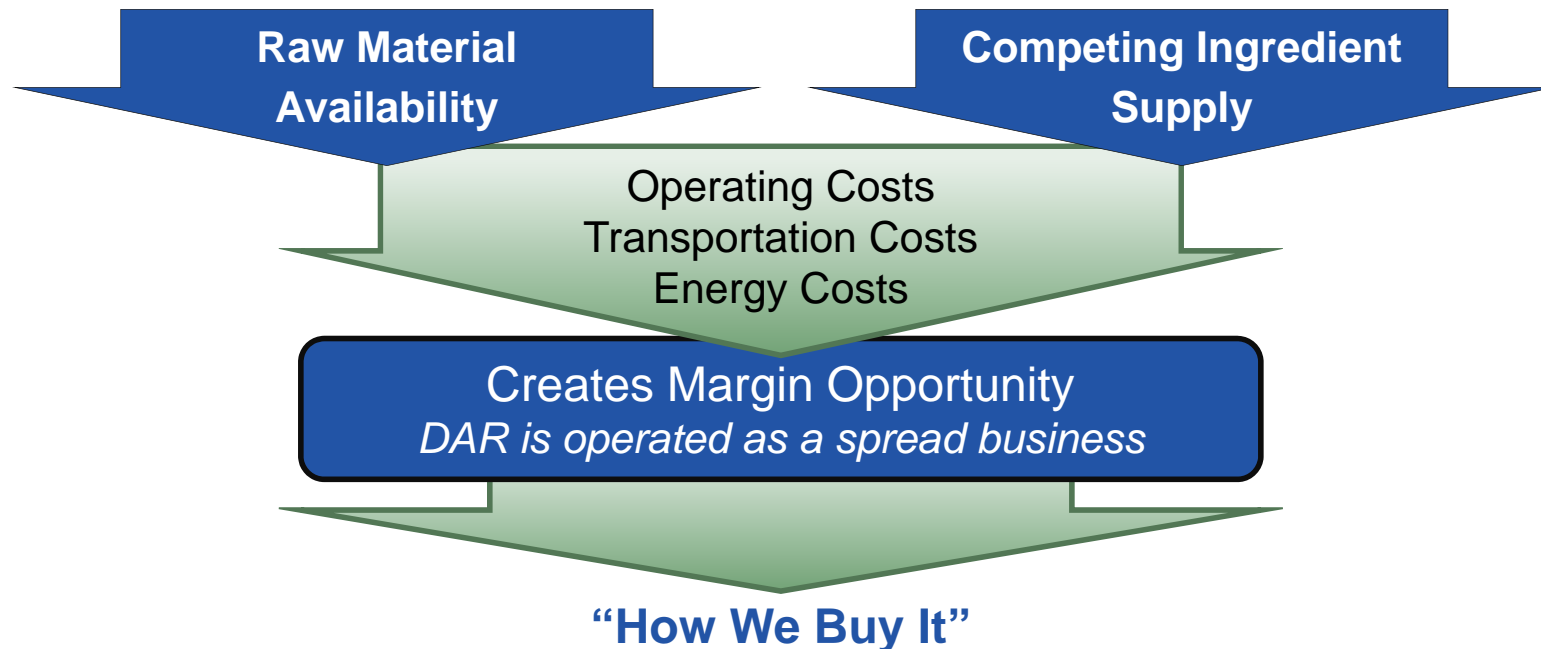 Raw Material
Availability
Competing Ingredient
Supply
Operating Costs
Transportation Costs
Energy Costs
Creates Margin Opportunity
DAR is operated as a spread business
“How We Buy It”